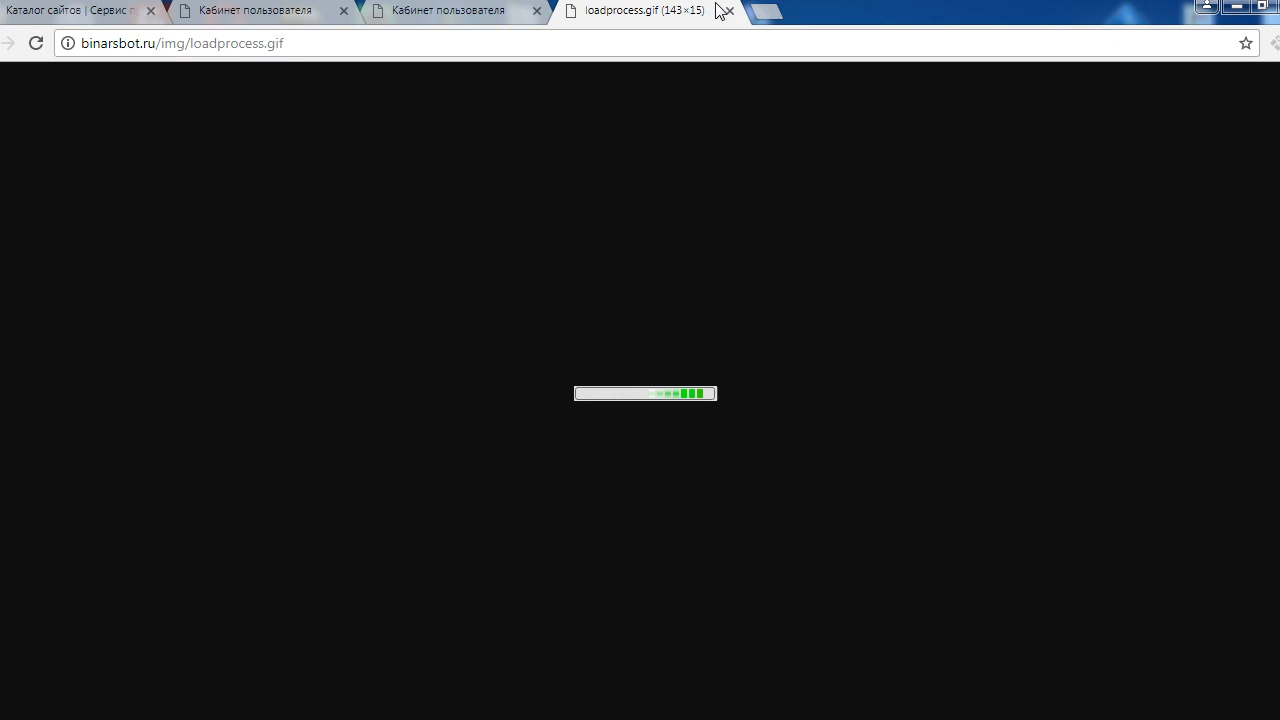 Каталог сайтов | Сервис п
Кабинет пользователя
Кабинет пользователя
loadprocess.gif (143×15)
binarsbot.ru/img/loadprocess.gif